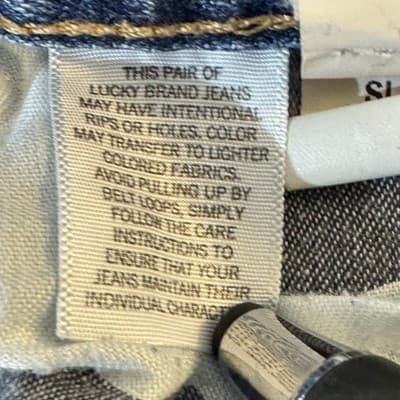 THIS PAIR OF
LUCKY BRAND JEANS
MAY HAVE INTENTIONAL
RIPS OR HOLES. COLOR
MAY TRANSFER TO LIGHTER
COLORED FABRICS.
AVOID PULLING UP BY
BELT LOOPS, SIMPLY
FOLLOW THE CARE
INSTRUCTIONS TO
ENSURE THAT YOUR
JEANS MAINTAIN THEIR
INDIVIDUAL